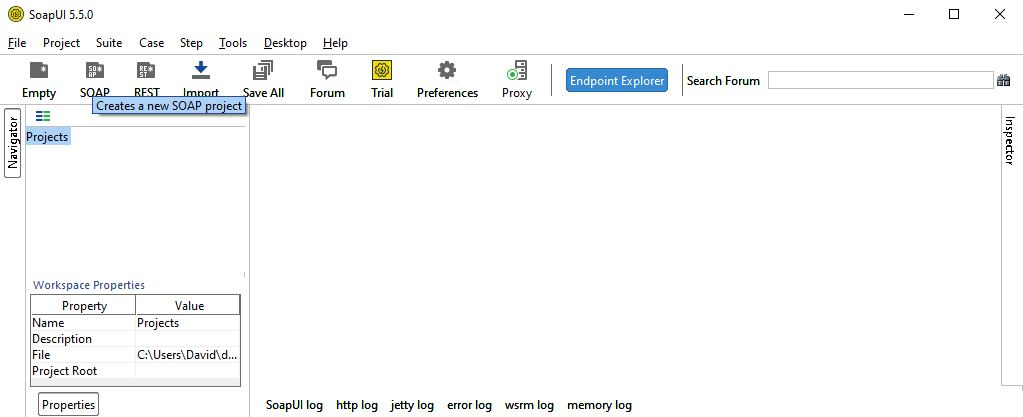 SoapUI 5.5.0
File Project Suite Case Step Tools Desktop Help
Empty SOAP REST Import Save All Forum Trial Preferences Proxy Endpoint Explorer Search Forum
Creates a new SOAP project
Navigator
Projects
Inspector
Workspace Properties
Property Value
Name Projects
Description
File C:\Users\David\d...
Project Root
Properties
SoapUI log http log jetty log error log wsrm log memory log